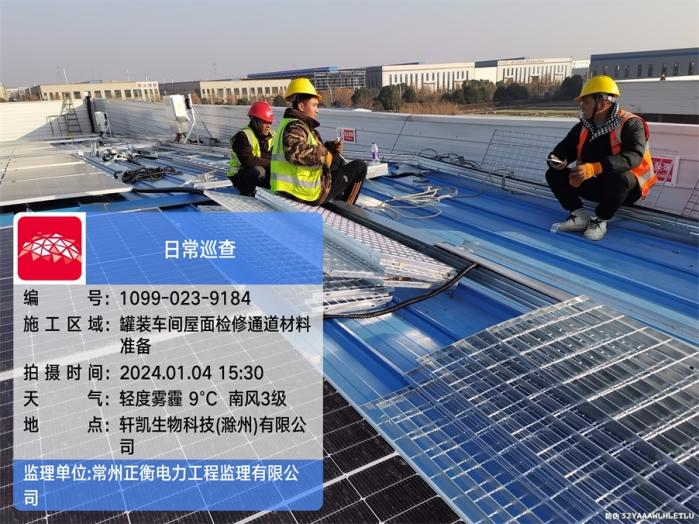 日常巡查
编 号：1099-023-9184
施工区域：罐装车间屋面检修通道材料
准备
拍摄时间：2024.01.04 15:30
天 气：轻度雾霾 9℃ 南风3级
地 点：轩凯生物科技(滁州)有限公
司
监理单位:常州正衡电力工程监理有限公
司
防伪 32YAAAWLHLETLU